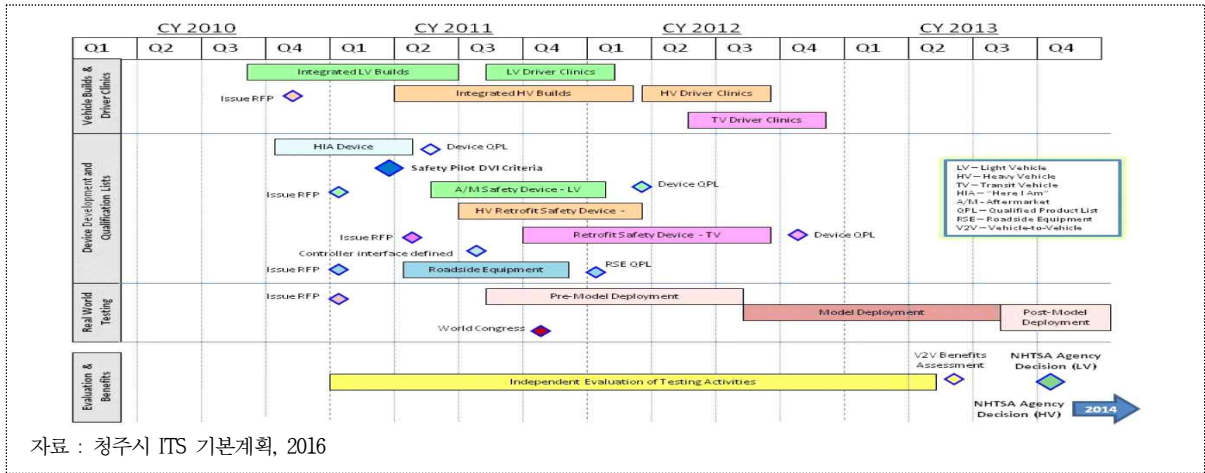 CY 2010 CY 2011 CY 2012 CY 2013
Q1 Q2 Q3 Q4 Q1 Q2 Q3 Q4 Q1 Q2 Q3 Q4 Q1 Q2 Q3 Q4
Vehicle Builds &
Driver Clinics
Integrated LV Builds
LV Driver Clinics
Issue RFP
Integrated HV Builds
HV Driver Clinics
TV Driver Clinics
Device Development and
Qualification Lists
HIA Device
Device QPL
Safety Pilot DVI Criteria
Issue RFP
A/M Safety Device - LV
Device QPL
HV Retrofit Safety Device -
Issue RFP
Retrofit Safety Device - TV
Device QPL
Controller interface defined
Issue RFP
Roadside Equipment
RSE QPL
LV – Light Vehicle
HV – Heavy Vehicle
TV – Transit Vehicle
HIA – "Here I Am"
A/M - Aftermarket
QPL – Qualified Product List
RSE – Roadside Equipment
V2V – Vehicle-to-Vehicle
Real World
Testing
Issue RFP
Pre-Model Deployment
Model Deployment
Post-Model
Deployment
World Congress
Evaluation &
Benefits
Independent Evaluation of Testing Activities
V2V Benefits
Assessment
NHTSA Agency
Decision (LV)
NHTSA Agency
Decision (HV)
2014
자료 : 청주시 ITS 기본계획, 2016